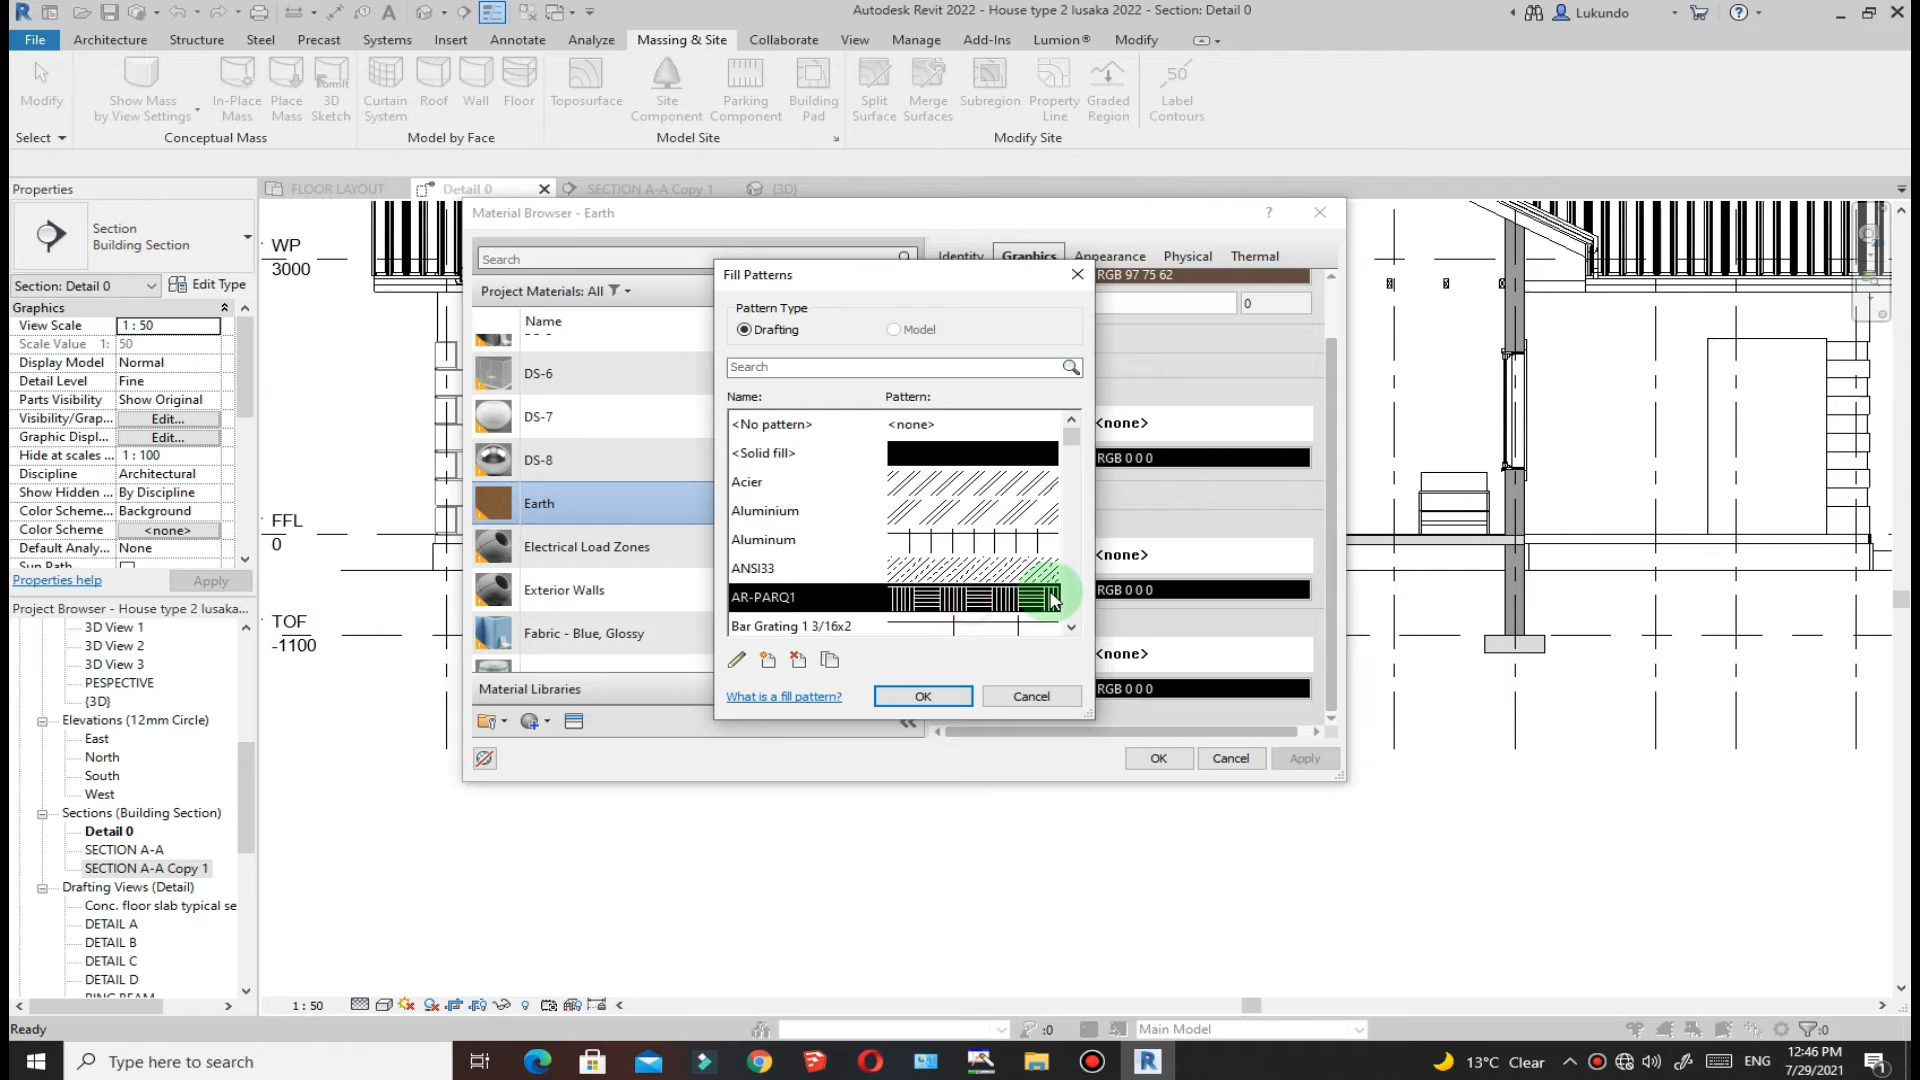 Autodesk Revit 2022 - House type 2 lusaka 2022 - Section: Detail 0
Lukundo
File Architecture Structure Steel Precast Systems Insert Annotate Analyze Massing & Site Collaborate View Manage Add-Ins Lumion® Modify
Modify
Show Mass by View Settings
In-Place Mass
Place Mass
FormIt 3D Sketch
Curtain System
Roof
Wall
Floor
Toposurface
Site Component
Parking Component
Building Pad
Split Surface
Merge Surfaces
Subregion
Property Line
Graded Region
50
Label Contours
Select
Conceptual Mass
Model by Face
Model Site
Modify Site
Properties
FLOOR LAYOUT
Detail 0
SECTION A-A Copy 1
{3D}
Section
Building Section
Section: Detail 0
Edit Type
Graphics
View Scale 1 : 50
Scale Value 1: 50
Display Model Normal
Detail Level Fine
Parts Visibility Show Original
Visibility/Grap... Edit...
Graphic Displ... Edit...
Hide at scales ... 1 : 100
Discipline Architectural
Show Hidden ... By Discipline
Color Scheme... Background
Color Scheme <none>
Default Analy... None
Sun Path
Properties help
Apply
Project Browser - House type 2 lusaka...
3D View 1
3D View 2
3D View 3
PESPECTIVE
{3D}
Elevations (12mm Circle)
East
North
South
West
Sections (Building Section)
Detail 0
SECTION A-A
SECTION A-A Copy 1
Drafting Views (Detail)
Conc. floor slab typical se
DETAIL A
DETAIL B
DETAIL C
DETAIL D
RING BEAM
WP
3000
FFL
0
TOF
-1100
Material Browser - Earth
?
Search
Project Materials: All
Name
DS-6
DS-7
DS-8
Earth
Electrical Load Zones
Exterior Walls
Fabric - Blue, Glossy
Material Libraries
Identity Graphics Appearance Physical Thermal
RGB 97 75 62
0
<none>
RGB 0 0 0
<none>
RGB 0 0 0
<none>
RGB 0 0 0
OK
Cancel
Apply
Fill Patterns
Pattern Type
Drafting
Model
Search
Name: Pattern:
<No pattern> <none>
<Solid fill>
Acier
Aluminium
Aluminum
ANSI33
AR-PARQ1
Bar Grating 1 3/16x2
What is a fill pattern?
OK
Cancel
1 : 50
Ready
:0
Main Model
:0
Type here to search
13°C Clear
ENG
12:46 PM
7/29/2021
1